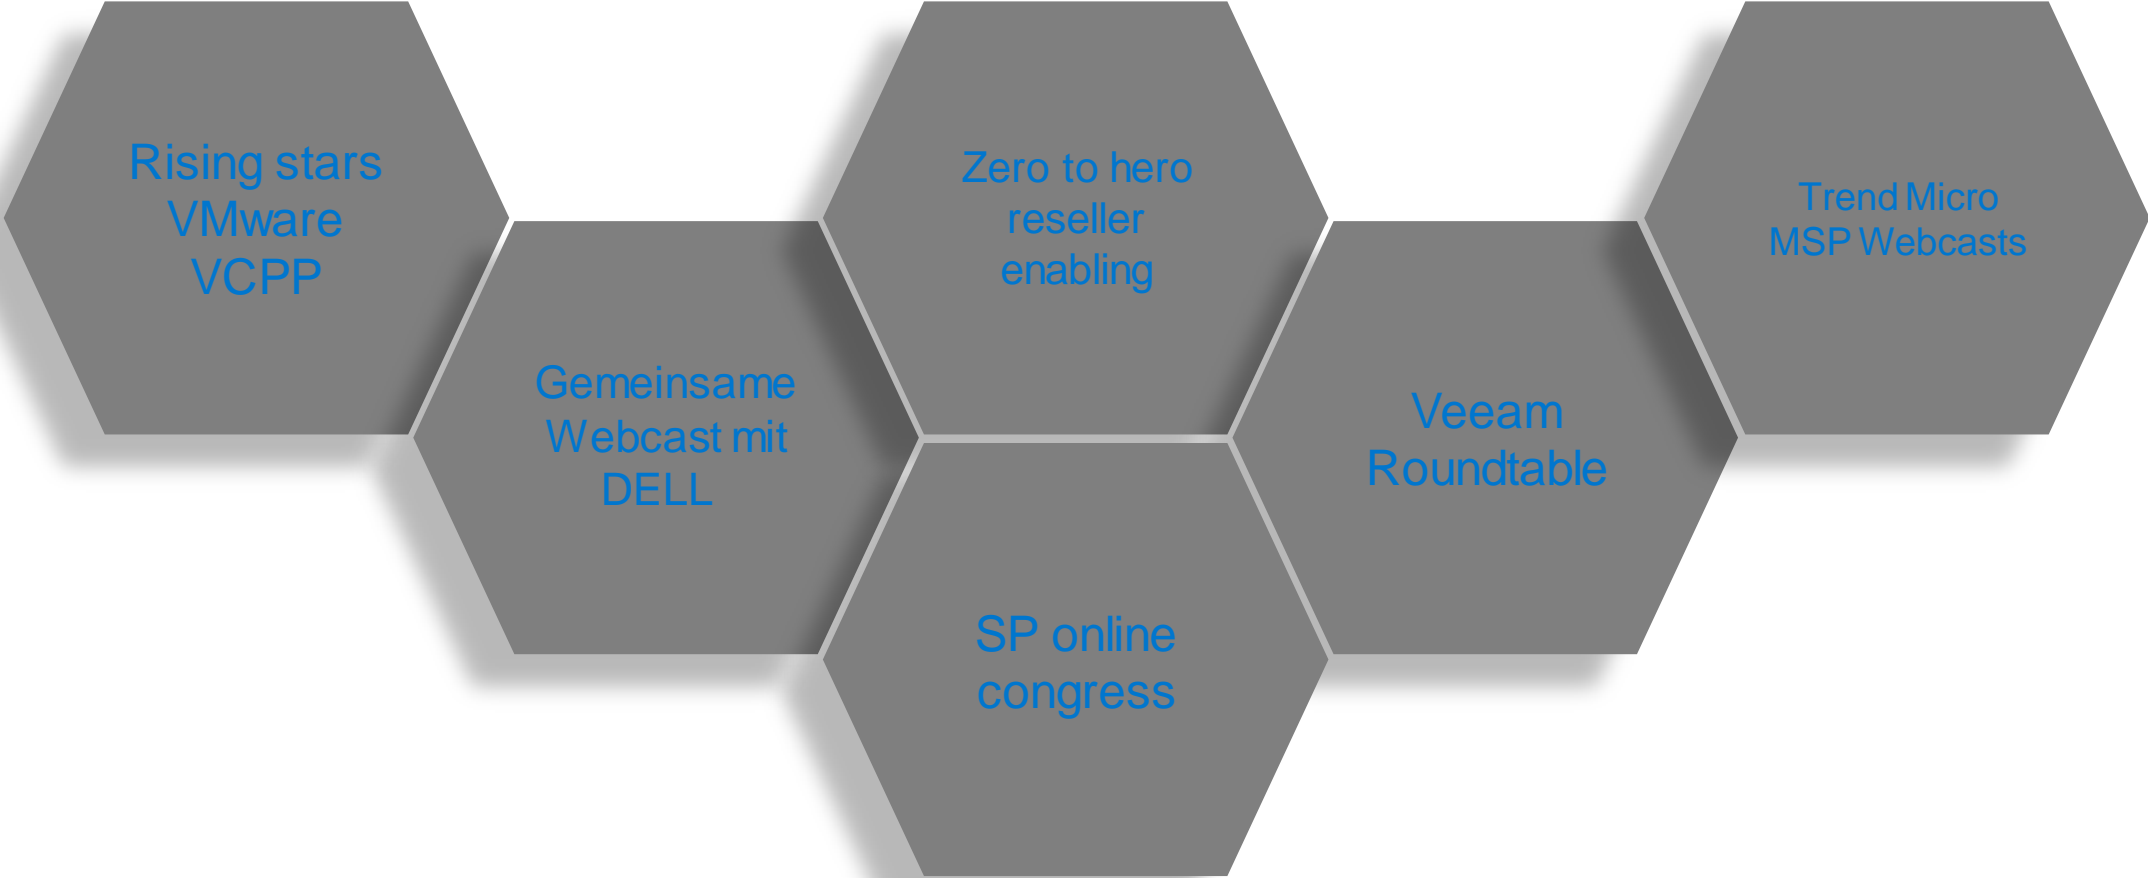 Rising stars
VMware
VCPP
Gemeinsame
Webcast mit
DELL
Zero to hero
reseller
enabling
SP online
congress
Veeam
Roundtable
Trend Micro
MSP Webcasts